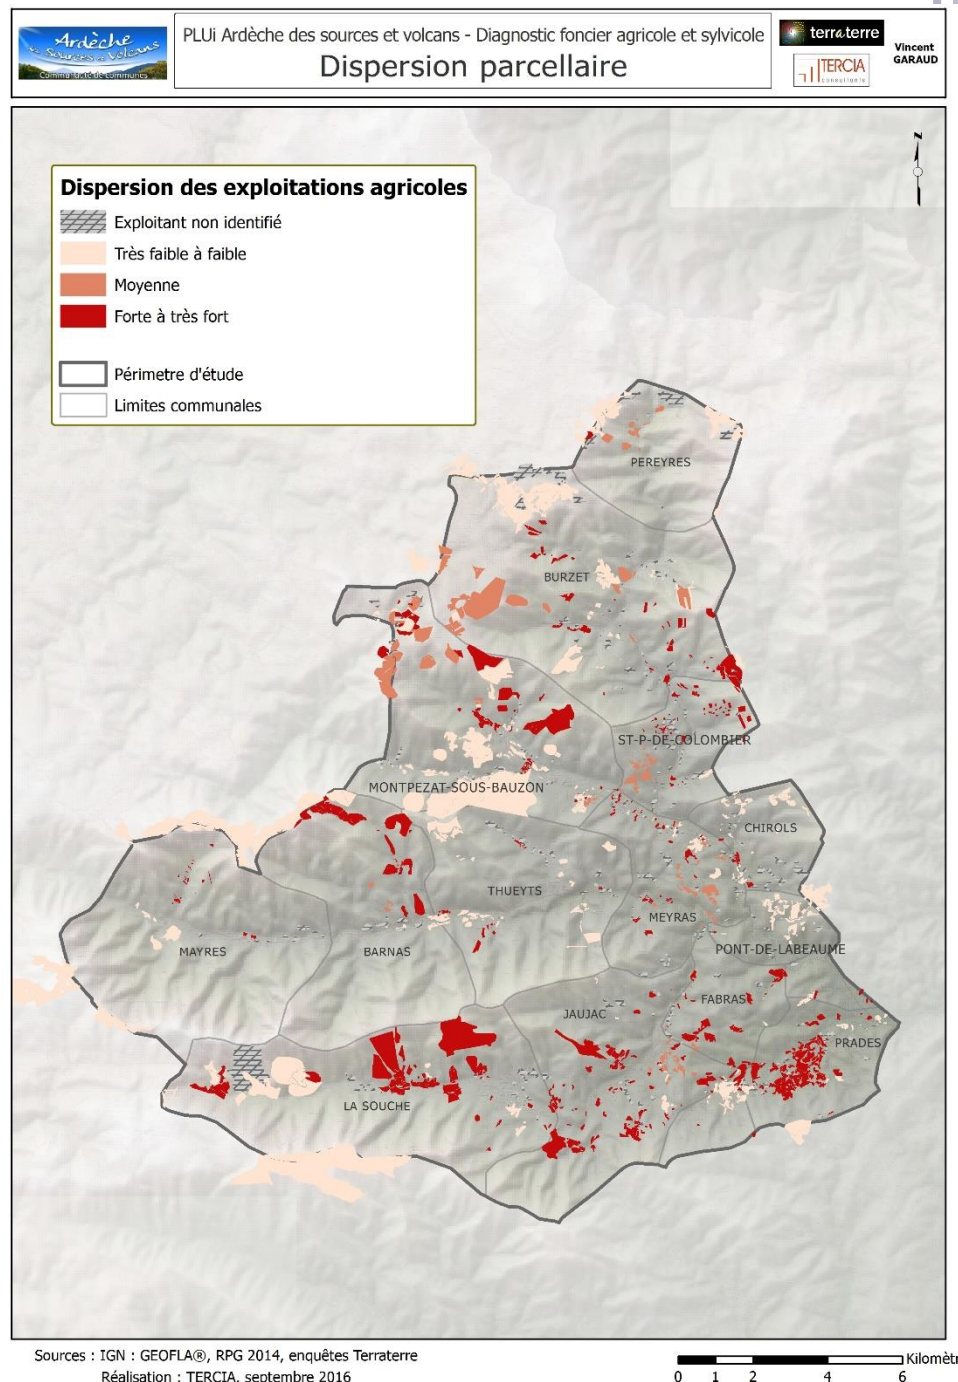 Ardèche
des Sources et Volcans
Communauté de communes
PLUi Ardèche des sources et volcans - Diagnostic foncier agricole et sylvicole
Dispersion parcellaire
terra terre
TERCIA
consultants
Vincent
GARAUD
N
Dispersion des exploitations agricoles
Exploitant non identifié
Très faible à faible
Moyenne
Forte à très fort
Périmetre d'étude
Limites communales
PEREYRES
BURZET
ST-P-DE-COLOMBIER
MONTPEZAT-SOUS-BAUZON
CHIROLS
THUEYTS
MEYRAS
MAYRES
BARNAS
PONT-DE-LABEAUME
FABRAS
JAUJAC
PRADES
LA SOUCHE
Sources : IGN : GEOFLA®, RPG 2014, enquêtes Terraterre
Réalisation : TERCIA, septembre 2016
Kilomètr
0 1 2 4 6